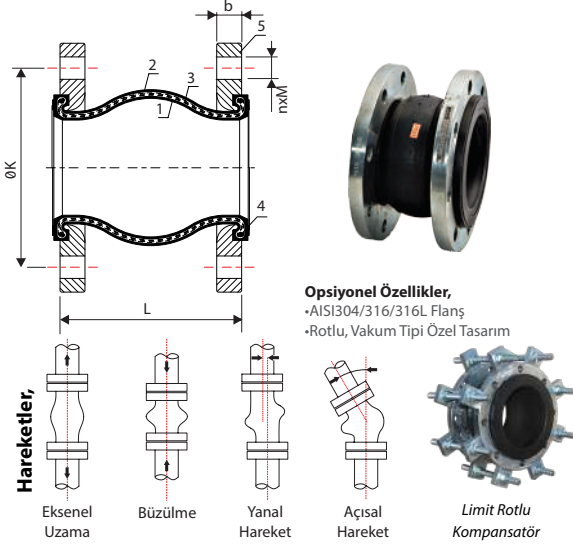 b
5
2
3
1
nxM
ØK
4
L
Opsiyonel Özellikler,
•AISI304/316/316L Flanş
•Rotlu, Vakum Tipi Özel Tasarım
Hareketler,
Eksenel
Uzama
Büzülme
Yanal
Hareket
Açısal
Hareket
Limit Rotlu
Kompansatör